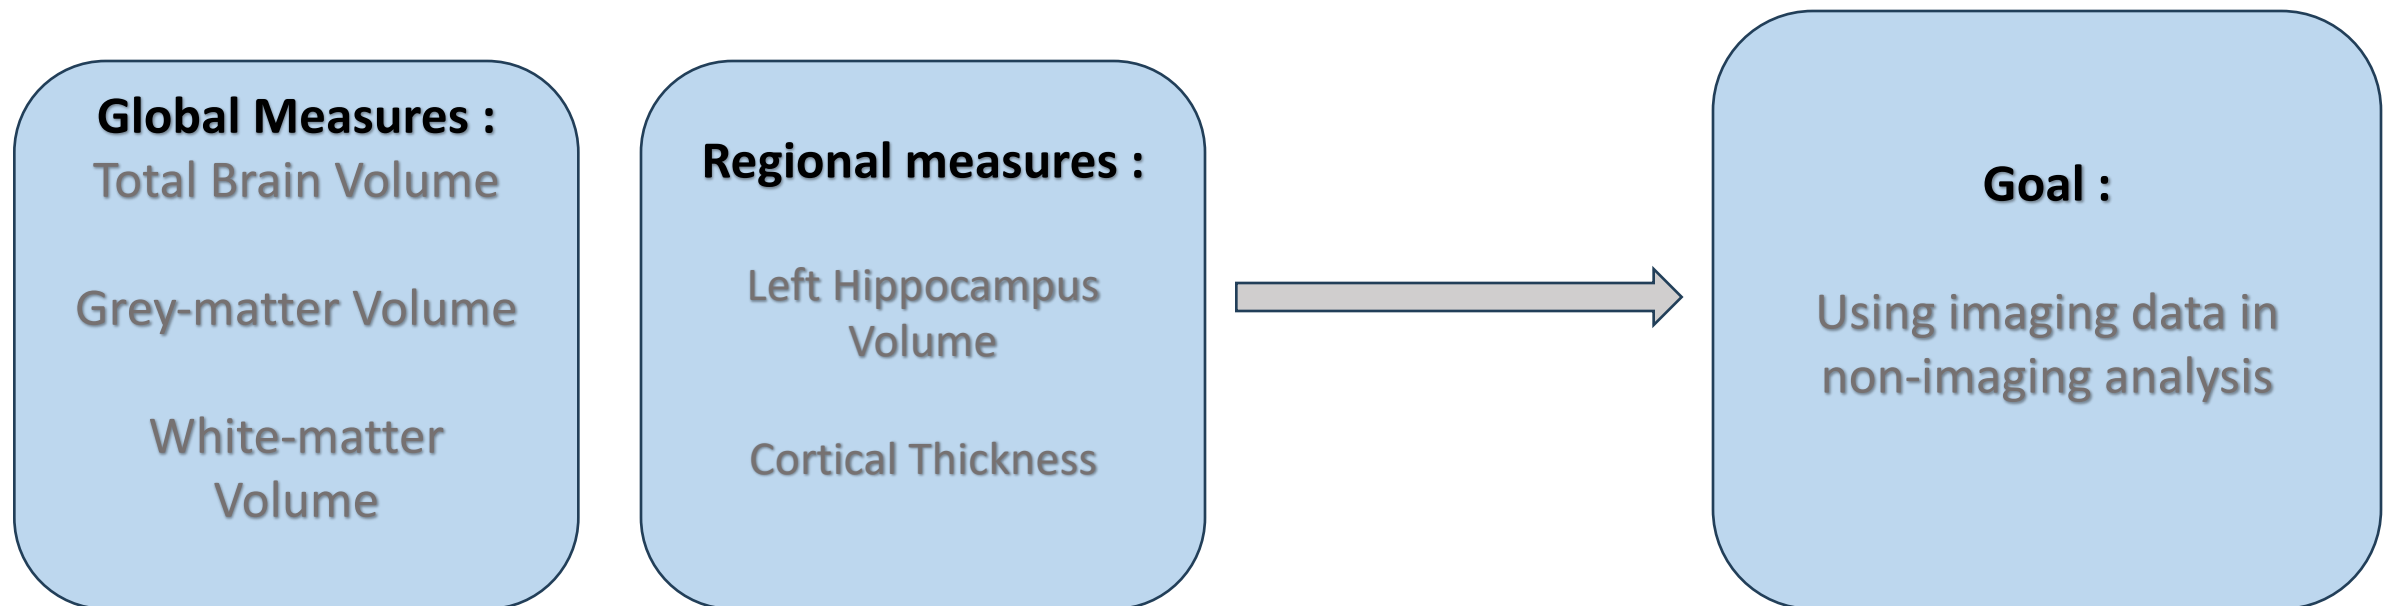 Global Measures :
Total Brain Volume
Grey-matter Volume
White-matter
Volume
Regional measures :
Left Hippocampus
Volume
Cortical Thickness
Goal :
Using imaging data in
non-imaging analysis